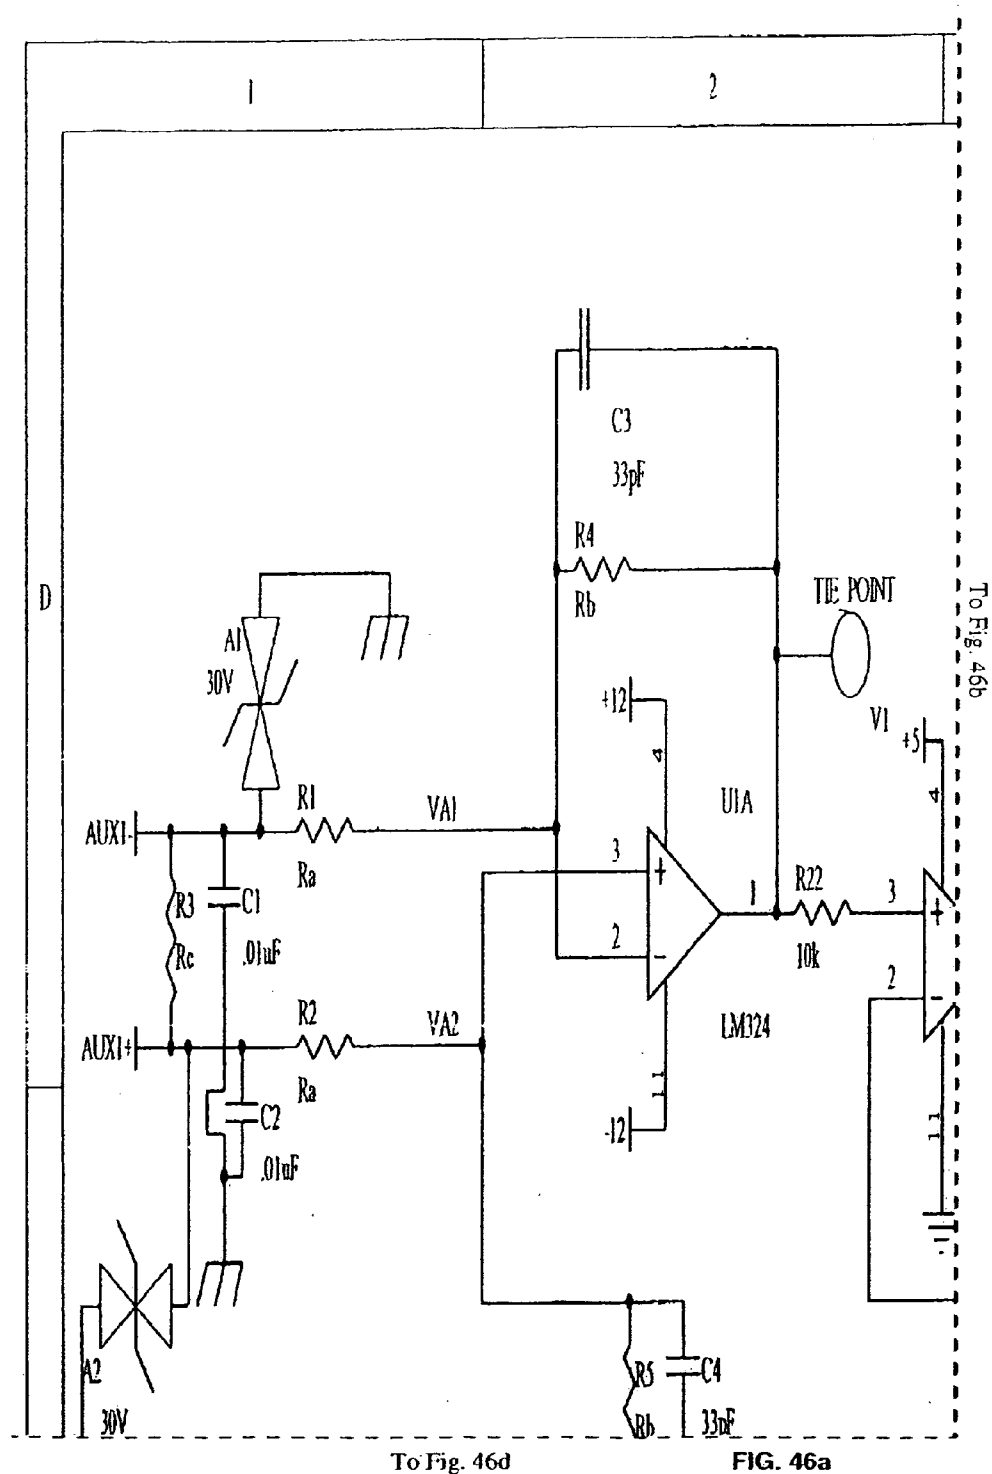 1
2
C3
33pF
R4
Rb
D
TIE POINT
To Fig. 46b
A1
30V
+12
4
V1
+5
4
R1
VA1
U1A
AUX1-
Ra
3
+
1
R22
3
+
R3
C1
2
-
10k
2
-
Rc
.01uF
R2
VA2
LM324
AUX1+
Ra
11
C2
-12
11
.01uF
A2
R5
C4
30V
Rb
33pF
To Fig. 46d
FIG. 46a